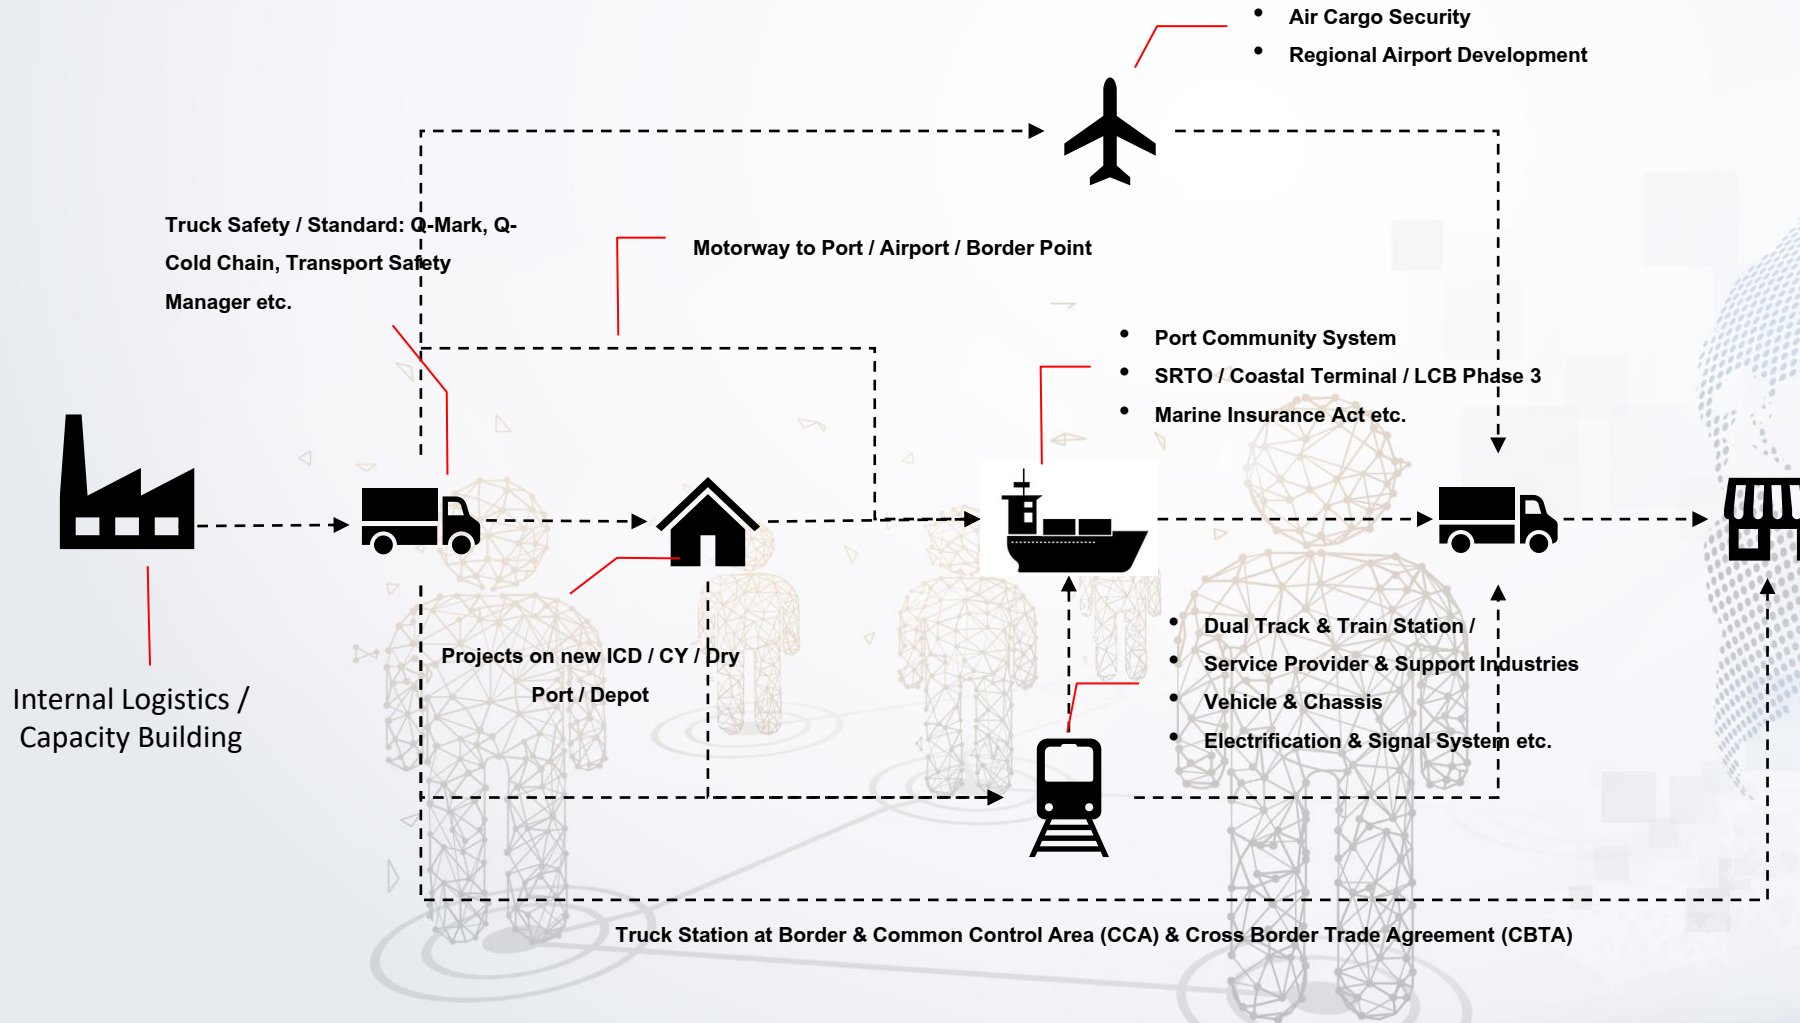 • Air Cargo Security
• Regional Airport Development
Truck Safety / Standard: Q-Mark, Q-
Cold Chain, Transport Safety
Manager etc.
Motorway to Port / Airport / Border Point
• Port Community System
• SRTO / Coastal Terminal / LCB Phase 3
• Marine Insurance Act etc.
• Dual Track & Train Station /
• Service Provider & Support Industries
• Vehicle & Chassis
• Electrification & Signal System etc.
Projects on new ICD / CY / Dry
Port / Depot
Internal Logistics /
Capacity Building
Truck Station at Border & Common Control Area (CCA) & Cross Border Trade Agreement (CBTA)